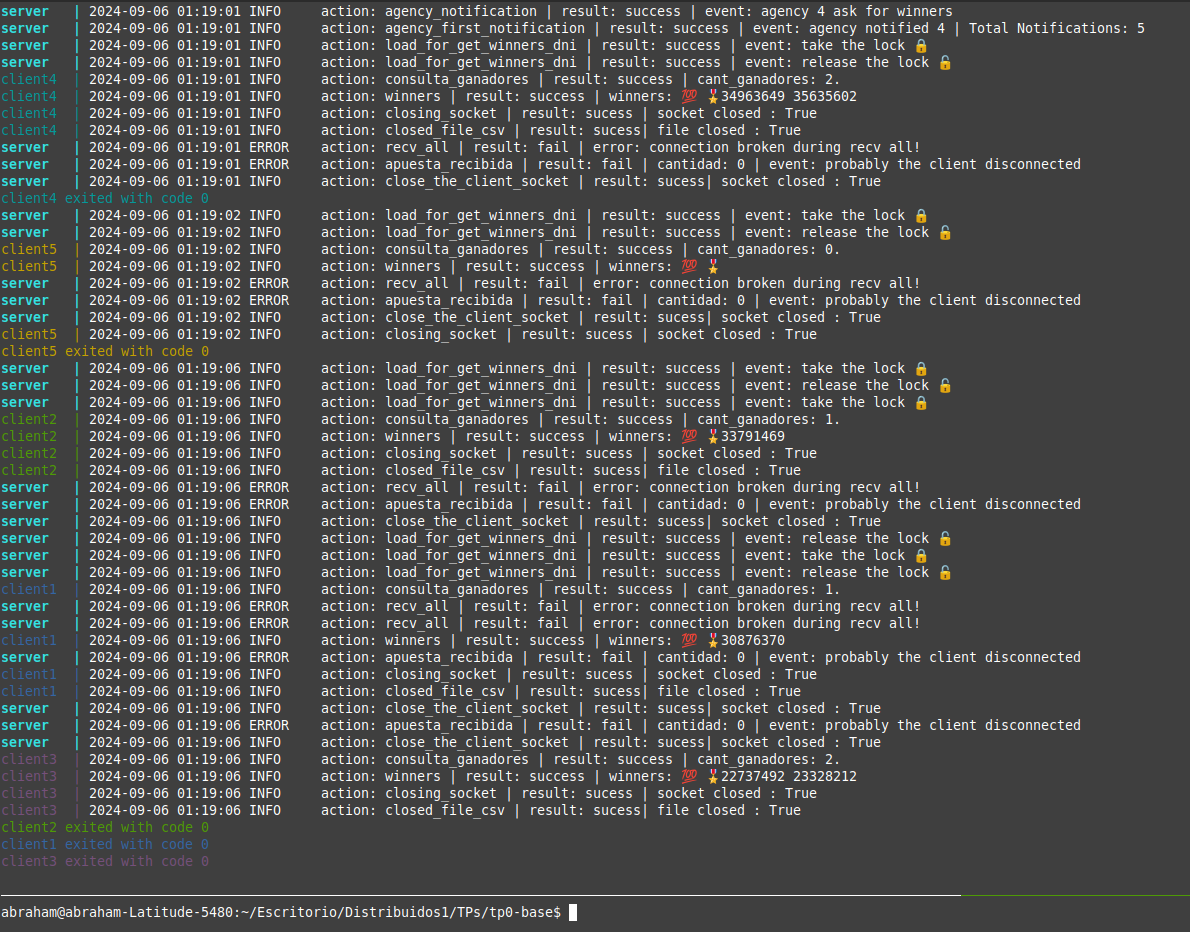 server   | 2024-09-06 01:19:01 INFO     action: agency_notification | result: success | event: agency 4 ask for winners
server   | 2024-09-06 01:19:01 INFO     action: agency_first_notification | result: success | event: agency notified 4 | Total Notifications: 5
server   | 2024-09-06 01:19:01 INFO     action: load_for_get_winners_dni | result: success | event: take the lock 🔒
server   | 2024-09-06 01:19:01 INFO     action: load_for_get_winners_dni | result: success | event: release the lock 🔓
client4  | 2024-09-06 01:19:01 INFO     action: consulta_ganadores | result: success | cant_ganadores: 2.
client4  | 2024-09-06 01:19:01 INFO     action: winners | result: success | winners: 💯 🎖34963649 35635602
client4  | 2024-09-06 01:19:01 INFO     action: closing_socket | result: sucess | socket closed : True
client4  | 2024-09-06 01:19:01 INFO     action: closed_file_csv | result: sucess| file closed : True
server   | 2024-09-06 01:19:01 ERROR    action: recv_all | result: fail | error: connection broken during recv all!
server   | 2024-09-06 01:19:01 ERROR    action: apuesta_recibida | result: fail | cantidad: 0 | event: probably the client disconnected
server   | 2024-09-06 01:19:01 INFO     action: close_the_client_socket | result: sucess| socket closed : True
client4 exited with code 0
server   | 2024-09-06 01:19:02 INFO     action: load_for_get_winners_dni | result: success | event: take the lock 🔒
server   | 2024-09-06 01:19:02 INFO     action: load_for_get_winners_dni | result: success | event: release the lock 🔓
client5  | 2024-09-06 01:19:02 INFO     action: consulta_ganadores | result: success | cant_ganadores: 0.
client5  | 2024-09-06 01:19:02 INFO     action: winners | result: success | winners: 💯 🎖
server   | 2024-09-06 01:19:02 ERROR    action: recv_all | result: fail | error: connection broken during recv all!
server   | 2024-09-06 01:19:02 ERROR    action: apuesta_recibida | result: fail | cantidad: 0 | event: probably the client disconnected
server   | 2024-09-06 01:19:02 INFO     action: close_the_client_socket | result: sucess| socket closed : True
client5  | 2024-09-06 01:19:02 INFO     action: closing_socket | result: sucess | socket closed : True
client5 exited with code 0
server   | 2024-09-06 01:19:06 INFO     action: load_for_get_winners_dni | result: success | event: take the lock 🔒
server   | 2024-09-06 01:19:06 INFO     action: load_for_get_winners_dni | result: success | event: release the lock 🔓
server   | 2024-09-06 01:19:06 INFO     action: load_for_get_winners_dni | result: success | event: take the lock 🔒
client2  | 2024-09-06 01:19:06 INFO     action: consulta_ganadores | result: success | cant_ganadores: 1.
client2  | 2024-09-06 01:19:06 INFO     action: winners | result: success | winners: 💯 🎖33791469
client2  | 2024-09-06 01:19:06 INFO     action: closing_socket | result: sucess | socket closed : True
client2  | 2024-09-06 01:19:06 INFO     action: closed_file_csv | result: sucess| file closed : True
server   | 2024-09-06 01:19:06 ERROR    action: recv_all | result: fail | error: connection broken during recv all!
server   | 2024-09-06 01:19:06 ERROR    action: apuesta_recibida | result: fail | cantidad: 0 | event: probably the client disconnected
server   | 2024-09-06 01:19:06 INFO     action: close_the_client_socket | result: sucess| socket closed : True
server   | 2024-09-06 01:19:06 INFO     action: load_for_get_winners_dni | result: success | event: release the lock 🔓
server   | 2024-09-06 01:19:06 INFO     action: load_for_get_winners_dni | result: success | event: take the lock 🔒
server   | 2024-09-06 01:19:06 INFO     action: load_for_get_winners_dni | result: success | event: release the lock 🔓
client1  | 2024-09-06 01:19:06 INFO     action: consulta_ganadores | result: success | cant_ganadores: 1.
server   | 2024-09-06 01:19:06 ERROR    action: recv_all | result: fail | error: connection broken during recv all!
server   | 2024-09-06 01:19:06 ERROR    action: recv_all | result: fail | error: connection broken during recv all!
client1  | 2024-09-06 01:19:06 INFO     action: winners | result: success | winners: 💯 🎖30876370
server   | 2024-09-06 01:19:06 ERROR    action: apuesta_recibida | result: fail | cantidad: 0 | event: probably the client disconnected
client1  | 2024-09-06 01:19:06 INFO     action: closing_socket | result: sucess | socket closed : True
client1  | 2024-09-06 01:19:06 INFO     action: closed_file_csv | result: sucess| file closed : True
server   | 2024-09-06 01:19:06 INFO     action: close_the_client_socket | result: sucess| socket closed : True
server   | 2024-09-06 01:19:06 ERROR    action: apuesta_recibida | result: fail | cantidad: 0 | event: probably the client disconnected
server   | 2024-09-06 01:19:06 INFO     action: close_the_client_socket | result: sucess| socket closed : True
client3  | 2024-09-06 01:19:06 INFO     action: consulta_ganadores | result: success | cant_ganadores: 2.
client3  | 2024-09-06 01:19:06 INFO     action: winners | result: success | winners: 💯 🎖22737492 23328212
client3  | 2024-09-06 01:19:06 INFO     action: closing_socket | result: sucess | socket closed : True
client3  | 2024-09-06 01:19:06 INFO     action: closed_file_csv | result: sucess| file closed : True
client2 exited with code 0
client1 exited with code 0
client3 exited with code 0
abraham@abraham-Latitude-5480:~/Escritorio/Distribuidos1/TPs/tp0-base$